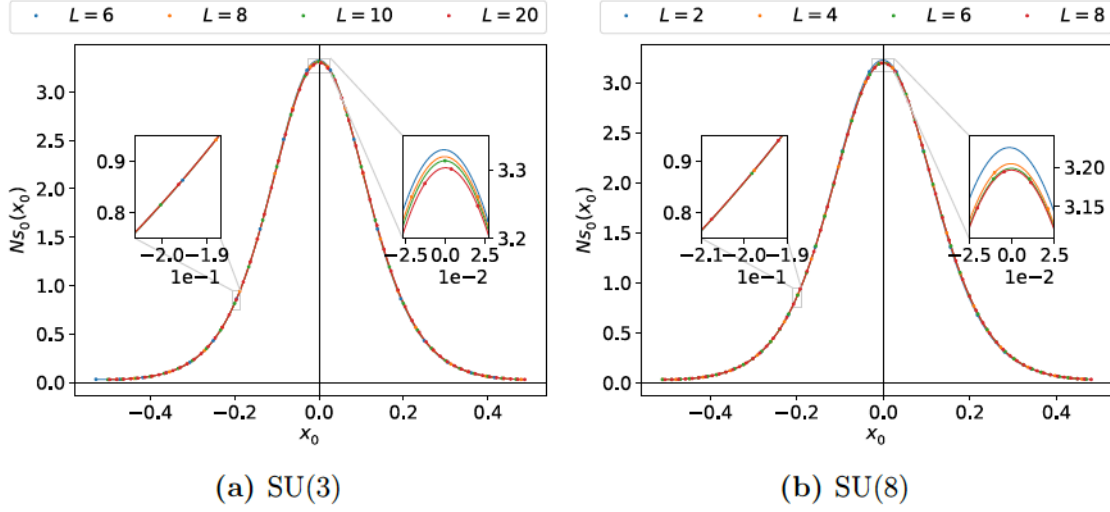 L = 6 L = 8 L = 10 L = 20
Ns₀(x₀)
3.0
2.5
2.0
1.5
1.0
0.5
0.0
0.9
0.8
−2.0 −1.9
1e−1
3.3
3.2
−2.5 0.0 2.5
1e−2
−0.4 −0.2 0.0 0.2 0.4
x₀
(a) SU(3)
L = 2 L = 4 L = 6 L = 8
Ns₀(x₀)
3.0
2.5
2.0
1.5
1.0
0.5
0.0
0.9
0.8
−2.1 −2.0 −1.9
1e−1
3.20
3.15
−2.5 0.0 2.5
1e−2
−0.4 −0.2 0.0 0.2 0.4
x₀
(b) SU(8)